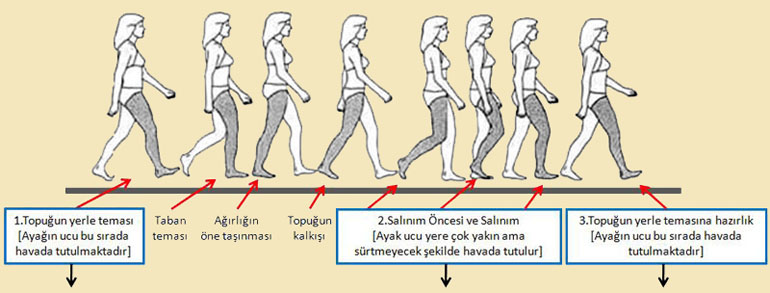 1.Topuğun yerle teması
[Ayağın ucu bu sırada
havada tutulmaktadır]
Taban
teması
Ağırlığın
öne taşınması
Topuğun
kalkışı
2.Salınım Öncesi ve Salınım
[Ayak ucu yere çok yakın ama
sürtmeyecek şekilde havada tutulur]
3.Topuğun yerle temasına hazırlık
[Ayağın ucu bu sırada havada
tutulmaktadır]